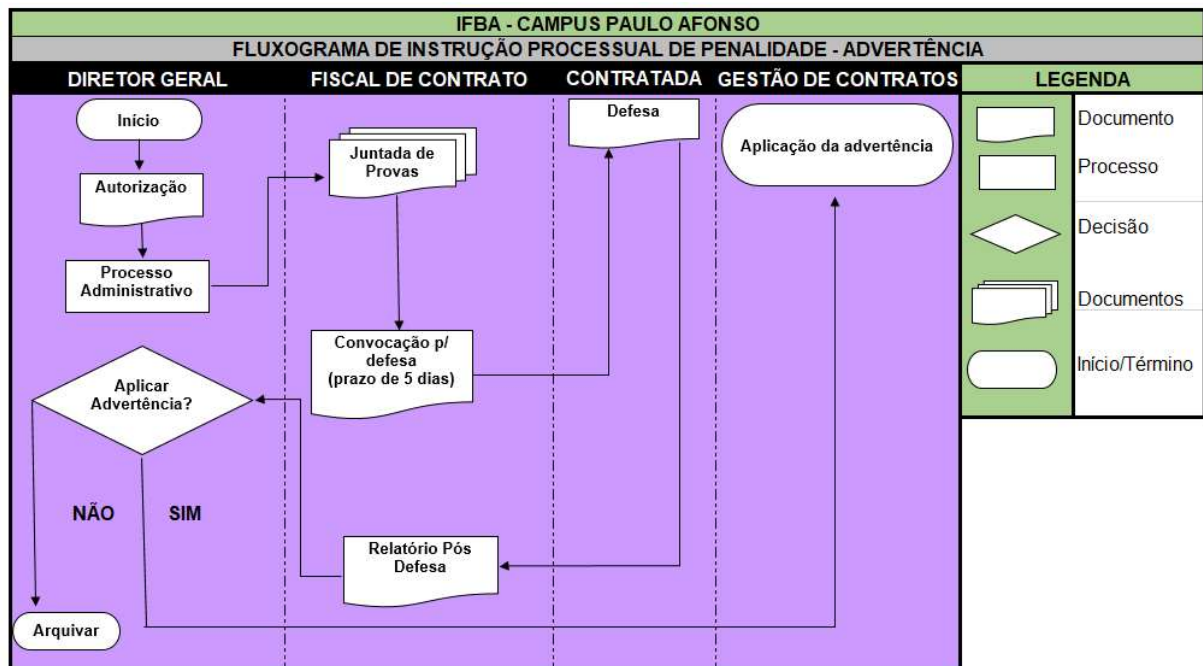 IFBA - CAMPUS PAULO AFONSO
FLUXOGRAMA DE INSTRUÇÃO PROCESSUAL DE PENALIDADE - ADVERTÊNCIA
DIRETOR GERAL
FISCAL DE CONTRATO
CONTRATADA
GESTÃO DE CONTRATOS
LEGENDA
Início
Autorização
Processo
Administrativo
Juntada de
Provas
Convocação p/
defesa
(prazo de 5 dias)
Defesa
Relatório Pós
Defesa
Aplicar
Advertência?
NÃO
SIM
Arquivar
Aplicação da advertência
Documento
Processo
Decisão
Documentos
Início/Término